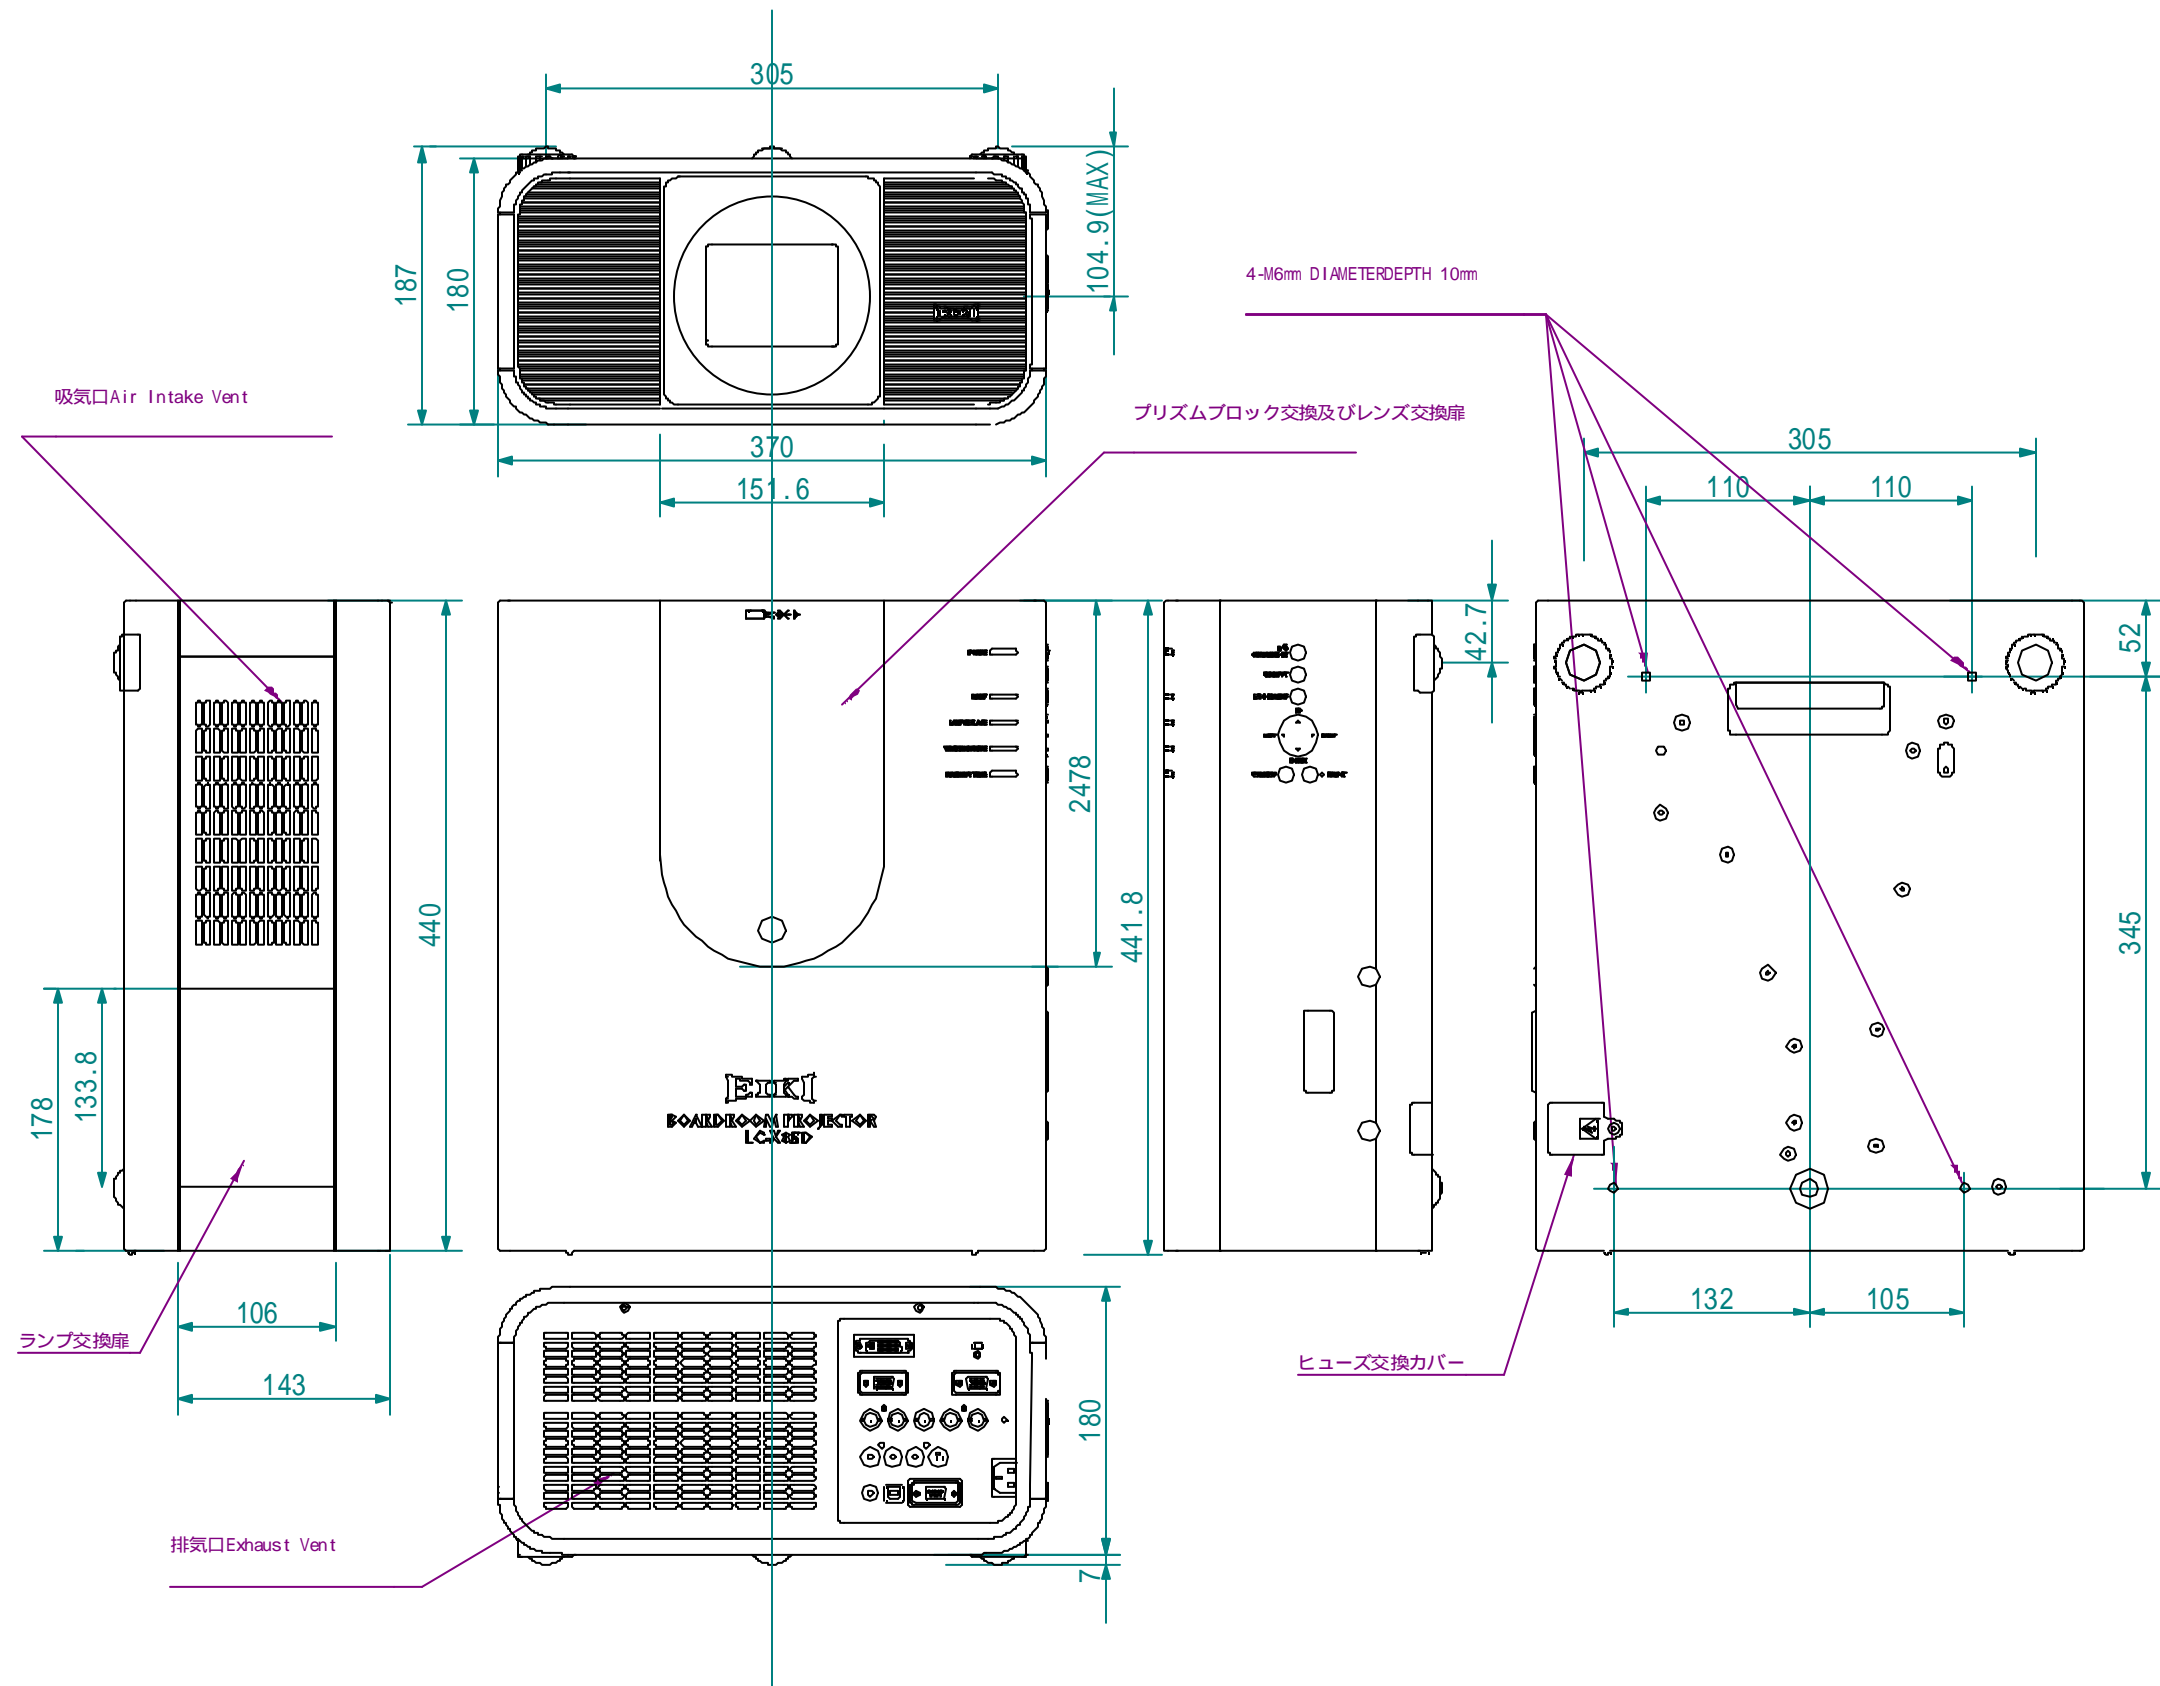 305
104.9(MAX)
187
180
4-M6mm DIAMETERDEPTH 10mm
吸気口Air Intake Vent
プリズムブロック交換及びレンズ交換扉
370
151.6
305
110
110
42.7
52
2478
440
441.8
345
133.8
178
EIKI
BOARDROOM PROJECTOR
106
132
105
ランプ交換扉
ヒューズ交換カバー
143
180
排気口Exhaust Vent
7